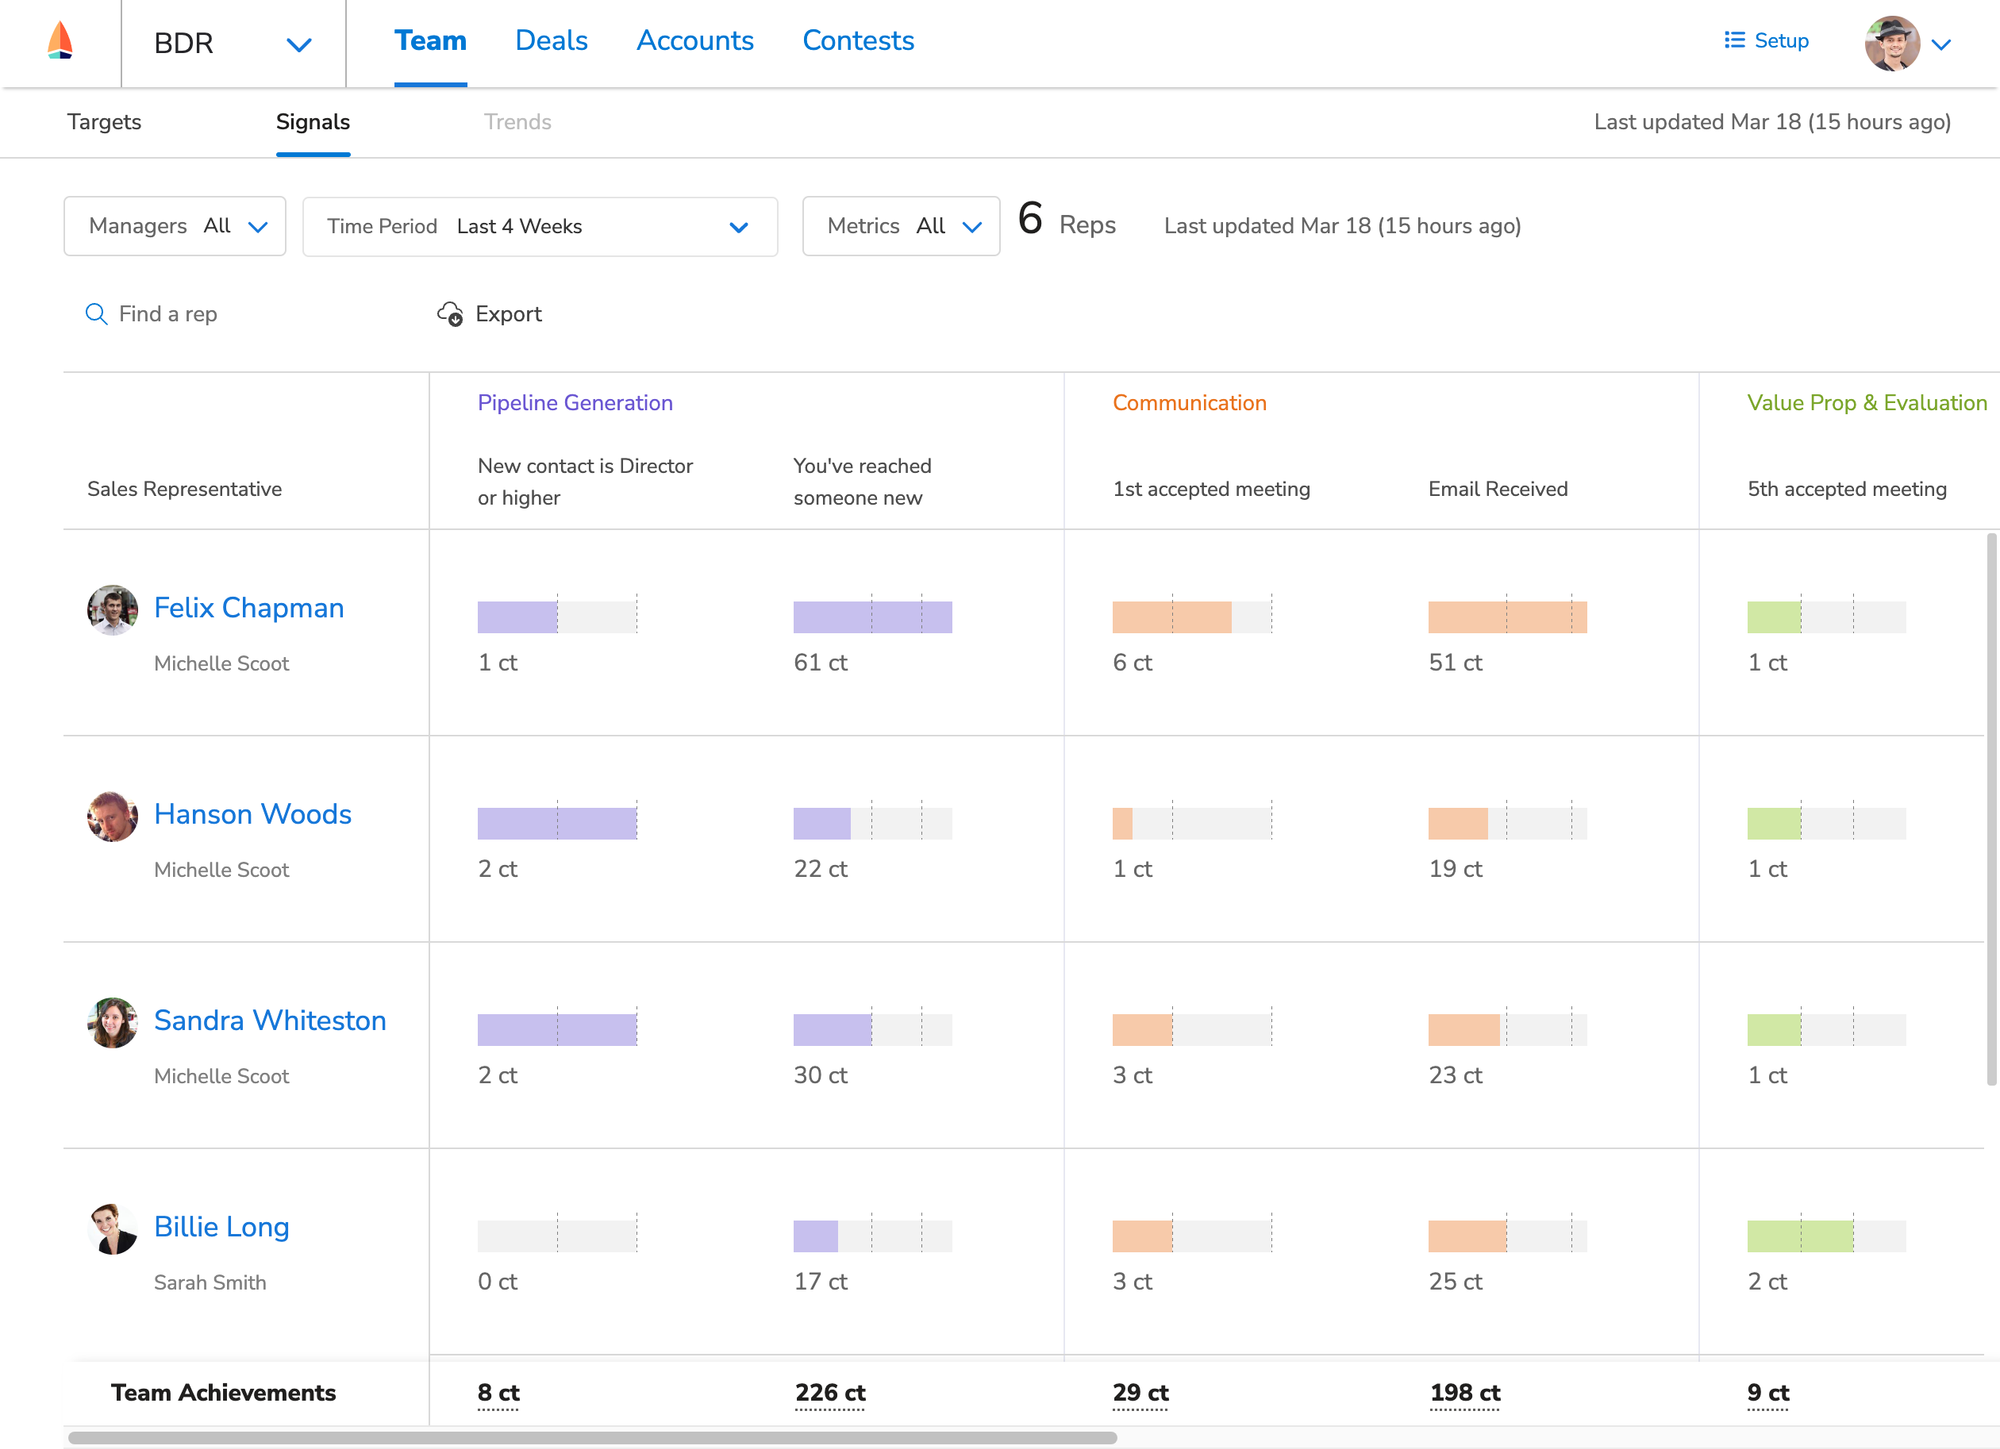 BDR
Team
Deals
Accounts
Contests
Setup
Targets
Signals
Trends
Last updated Mar 18 (15 hours ago)
Managers All
Time Period Last 4 Weeks
Metrics All
6 Reps
Last updated Mar 18 (15 hours ago)
Find a rep
Export
Pipeline Generation
Communication
Value Prop & Evaluation
Sales Representative
New contact is Director
or higher
You've reached
someone new
1st accepted meeting
Email Received
5th accepted meeting
Felix Chapman
Michelle Scoot
1 ct
61 ct
6 ct
51 ct
1 ct
Hanson Woods
Michelle Scoot
2 ct
22 ct
1 ct
19 ct
1 ct
Sandra Whiteston
Michelle Scoot
2 ct
30 ct
3 ct
23 ct
1 ct
Billie Long
Sarah Smith
0 ct
17 ct
3 ct
25 ct
2 ct
Team Achievements
8 ct
226 ct
29 ct
198 ct
9 ct